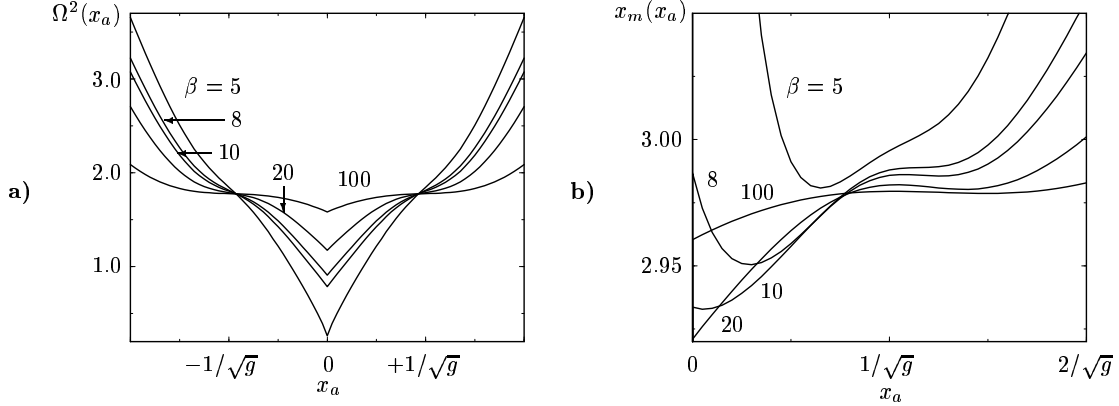 a)
Ω²(x_a)
3.0
2.0
1.0
β = 5
8
10
20
100
−1/√g
0
+1/√g
x_a
b)
x_m(x_a)
3.00
2.95
β = 5
8
100
10
20
0
1/√g
2/√g
x_a